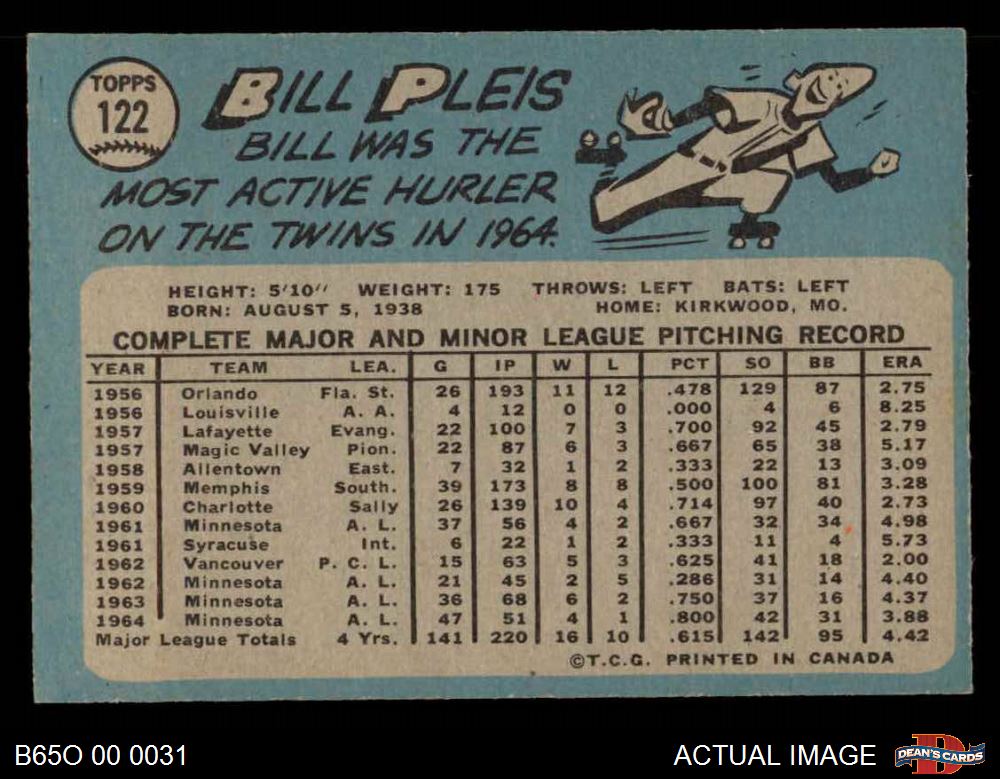 TOPPS
122
BILL PLEIS
BILL WAS THE
MOST ACTIVE HURLER
ON THE TWINS IN 1964.
HEIGHT: 5'10" WEIGHT: 175 THROWS: LEFT BATS: LEFT
BORN: AUGUST 5, 1938 HOME: KIRKWOOD, MO.
COMPLETE MAJOR AND MINOR LEAGUE PITCHING RECORD
YEAR TEAM LEA. G IP W L PCT SO BB ERA
1956 Orlando Fla. St. 26 193 11 12 .478 129 87 2.75
1956 Louisville A. A. 4 12 0 0 .000 4 6 8.25
1957 Lafayette Evang. 22 100 7 3 .700 92 45 2.79
1957 Magic Valley Pion. 22 87 6 3 .667 65 38 5.17
1958 Allentown East. 7 32 1 2 .333 22 13 3.09
1959 Memphis South. 39 173 8 8 .500 100 81 3.28
1960 Charlotte Sally 26 139 10 4 .714 97 40 2.73
1961 Minnesota A. L. 37 56 4 2 .667 32 34 4.98
1961 Syracuse Int. 6 22 1 2 .333 11 4 5.73
1962 Vancouver P. C. L. 15 63 5 3 .625 41 18 2.00
1962 Minnesota A. L. 21 45 2 5 .286 31 14 4.40
1963 Minnesota A. L. 36 68 6 2 .750 37 16 4.37
1964 Minnesota A. L. 47 51 4 1 .800 42 31 3.88
Major League Totals 4 Yrs. 141 220 16 10 .615 142 95 4.42
©T.C.G. PRINTED IN CANADA
B65O 00 0031
ACTUAL IMAGE
D
DEAN'S CARDS